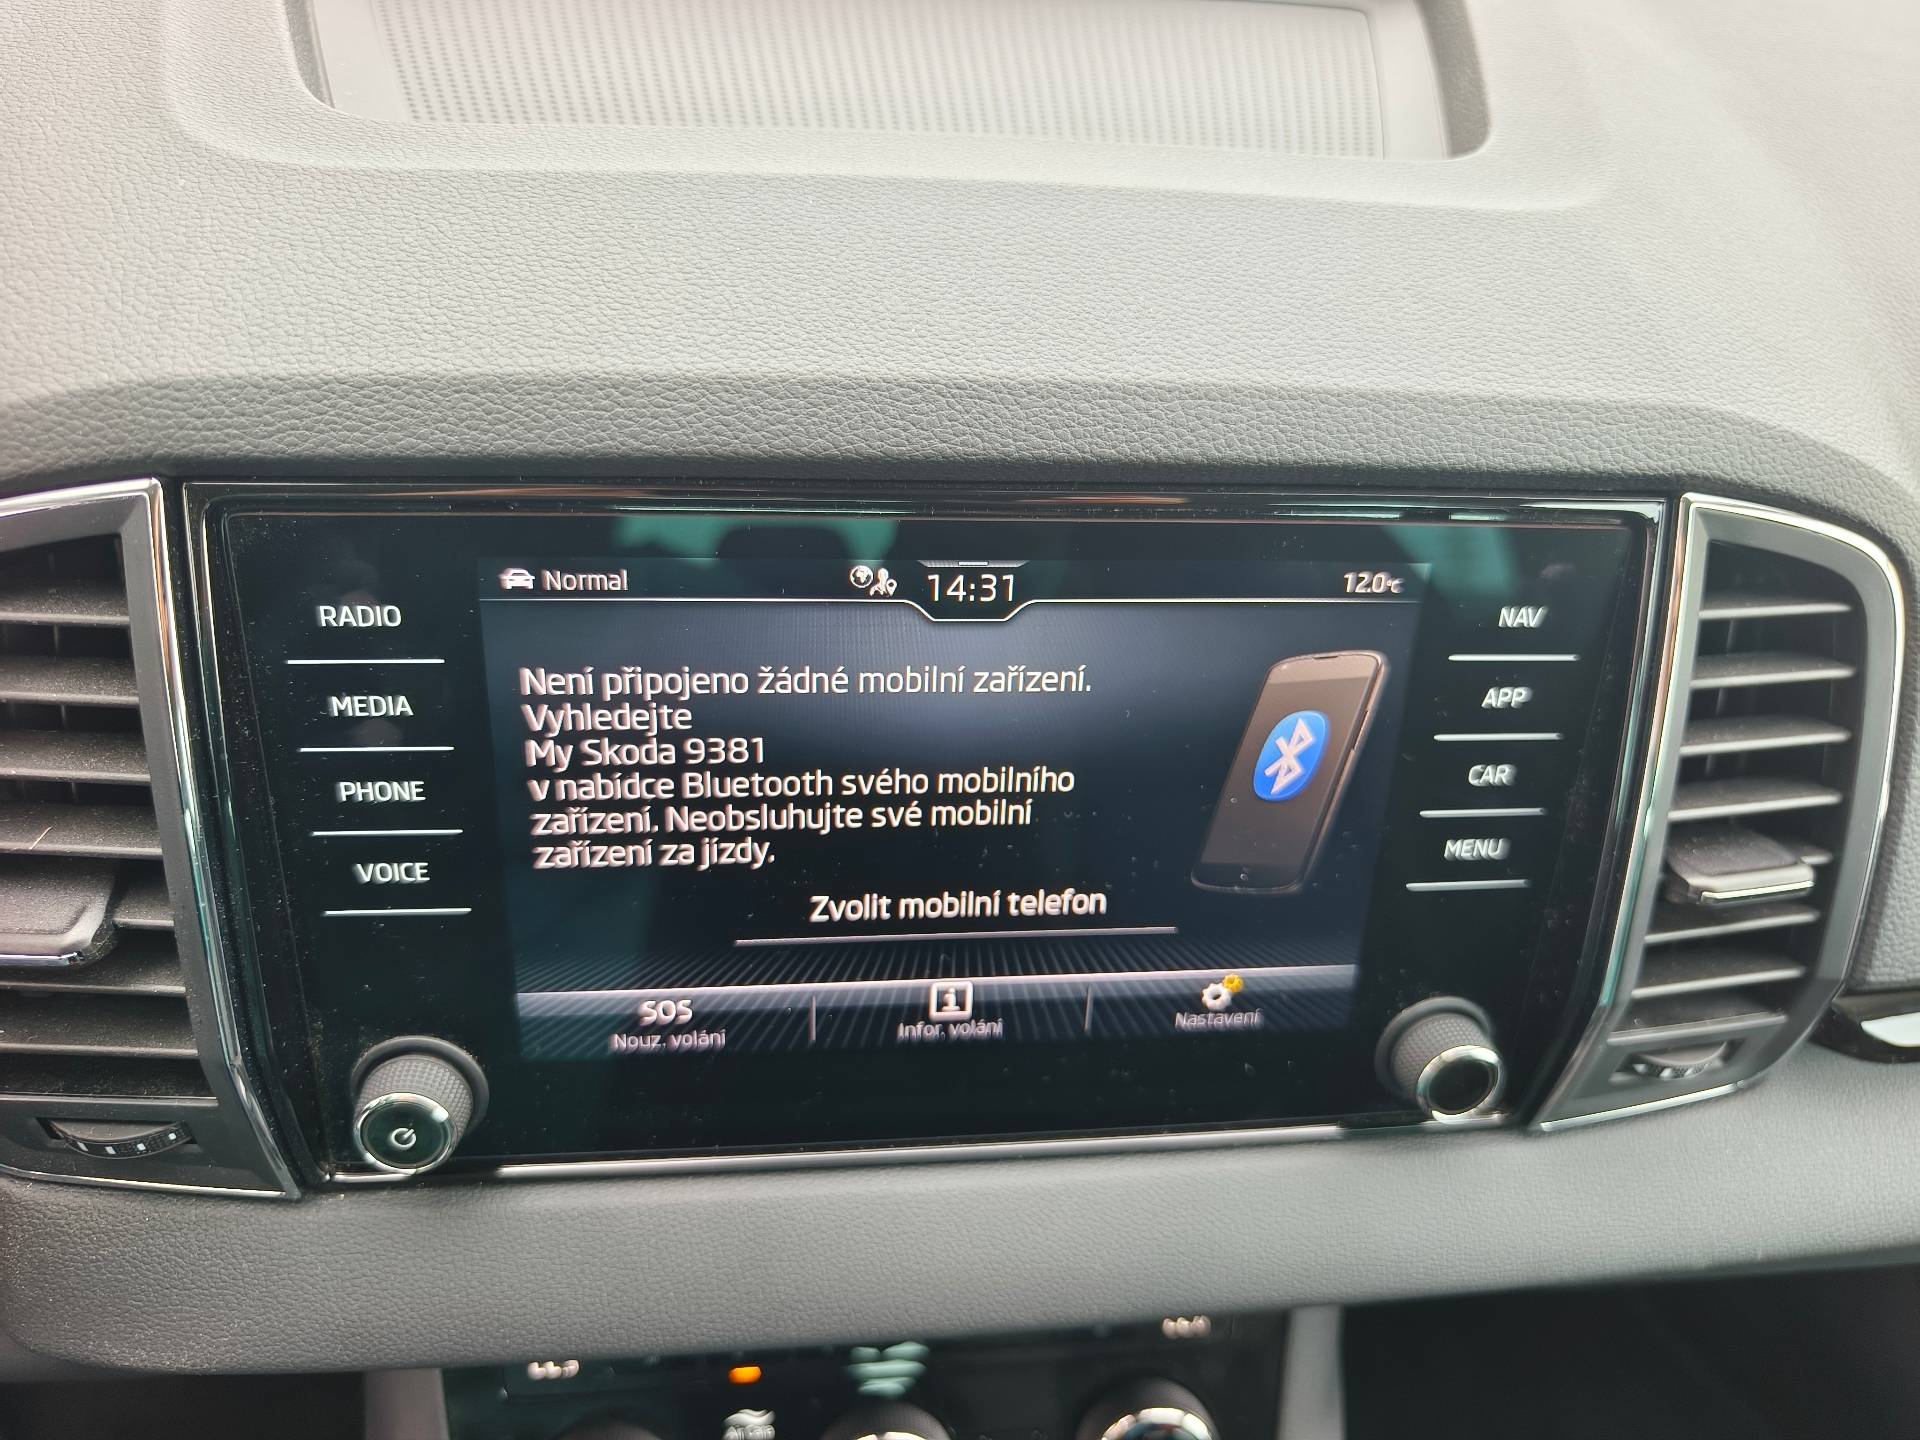 Normal
14:31
12.0°C
RADIO
MEDIA
PHONE
VOICE
NAV
APP
CAR
MENU
Není připojeno žádné mobilní zařízení.
Vyhledejte
My Skoda 9381
v nabídce Bluetooth svého mobilního
zařízení. Neobsluhujte své mobilní
zařízení za jízdy.
Zvolit mobilní telefon
SOS
Nouz. volání
Infor. volání
Nastavení